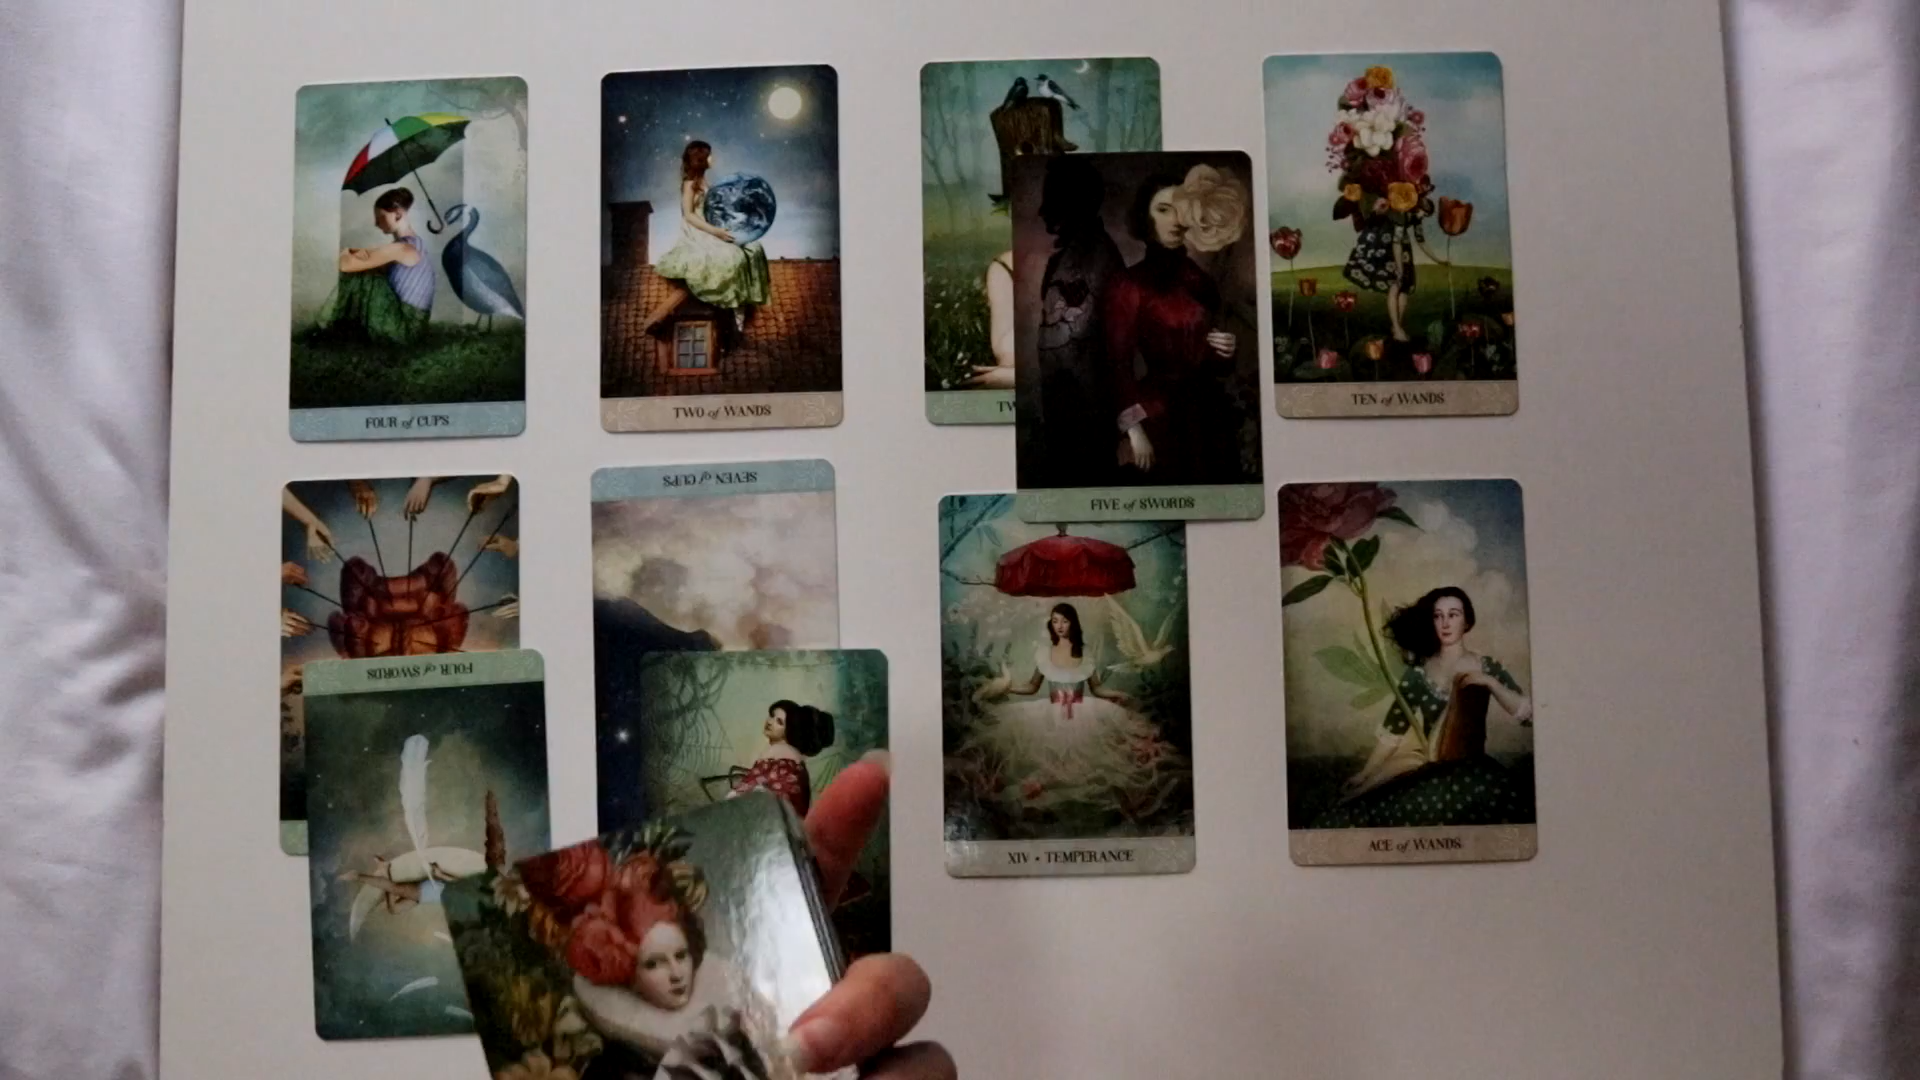 FOUR of CUPS
TWO of WANDS
TW
FIVE of SWORDS
TEN of WANDS
FOUR of SWORDS
SEVEN of CUPS
XIV • TEMPERANCE
ACE of WANDS